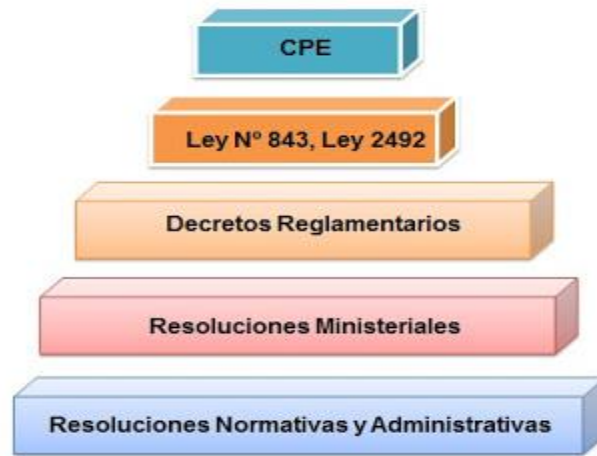 CPE
Ley Nº 843, Ley 2492
Decretos Reglamentarios
Resoluciones Ministeriales
Resoluciones Normativas y Administrativas